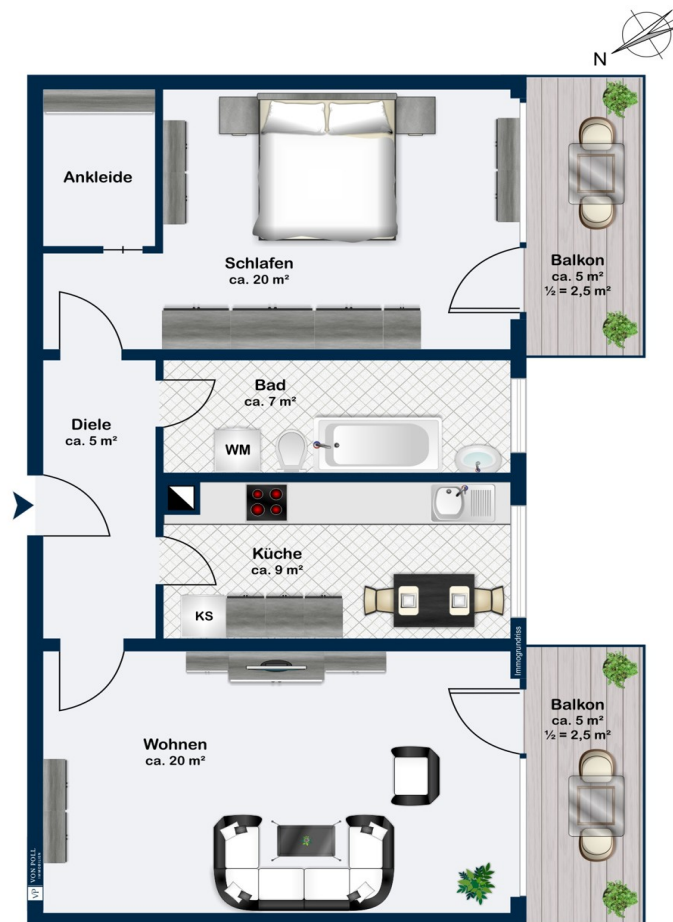 N
Ankleide
Schlafen
ca. 20 m²
Balkon
ca. 5 m²
½ = 2,5 m²
Bad
ca. 7 m²
Diele
ca. 5 m²
WM
Küche
ca. 9 m²
KS
Immogrundriss
Wohnen
ca. 20 m²
Balkon
ca. 5 m²
½ = 2,5 m²
VP VON POLL
IMMOBILIEN